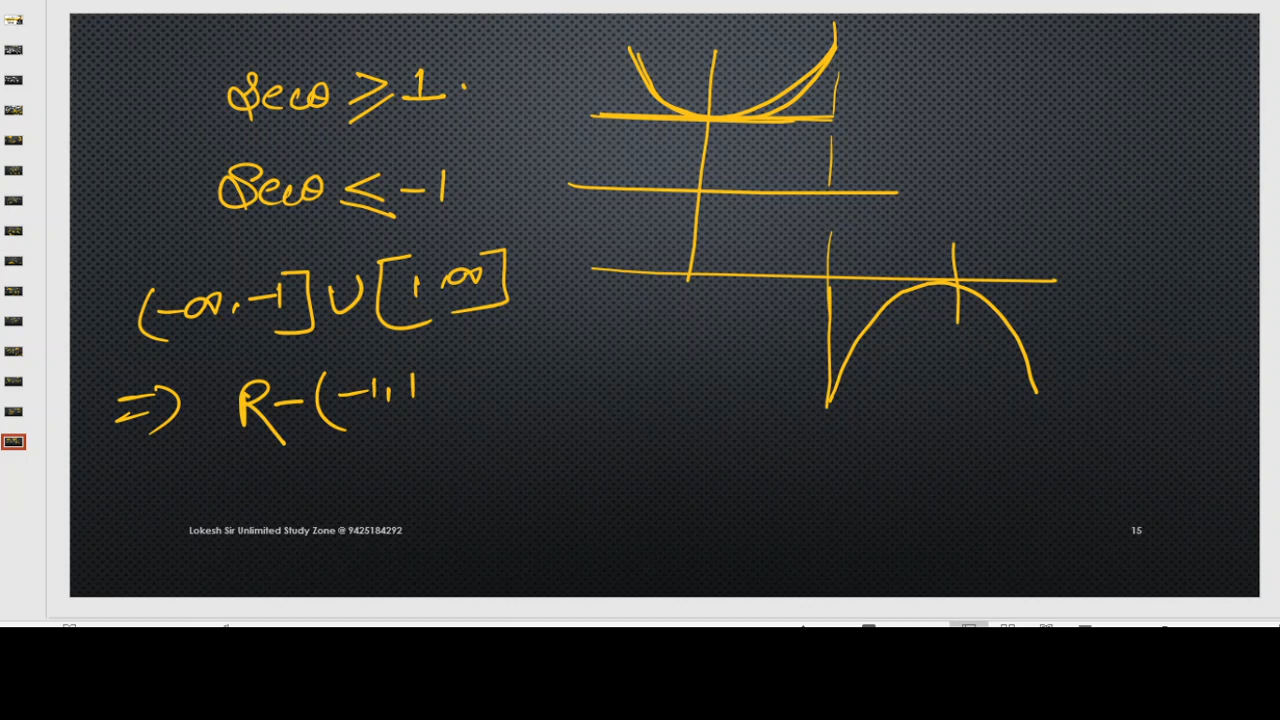 Secθ ≥ 1.
Secθ ≤ -1
(-∞, -1] ∪ [1, ∞]
⇒ R - (-1, 1
Lokesh Sir Unlimited Study Zone @ 9425184292
15